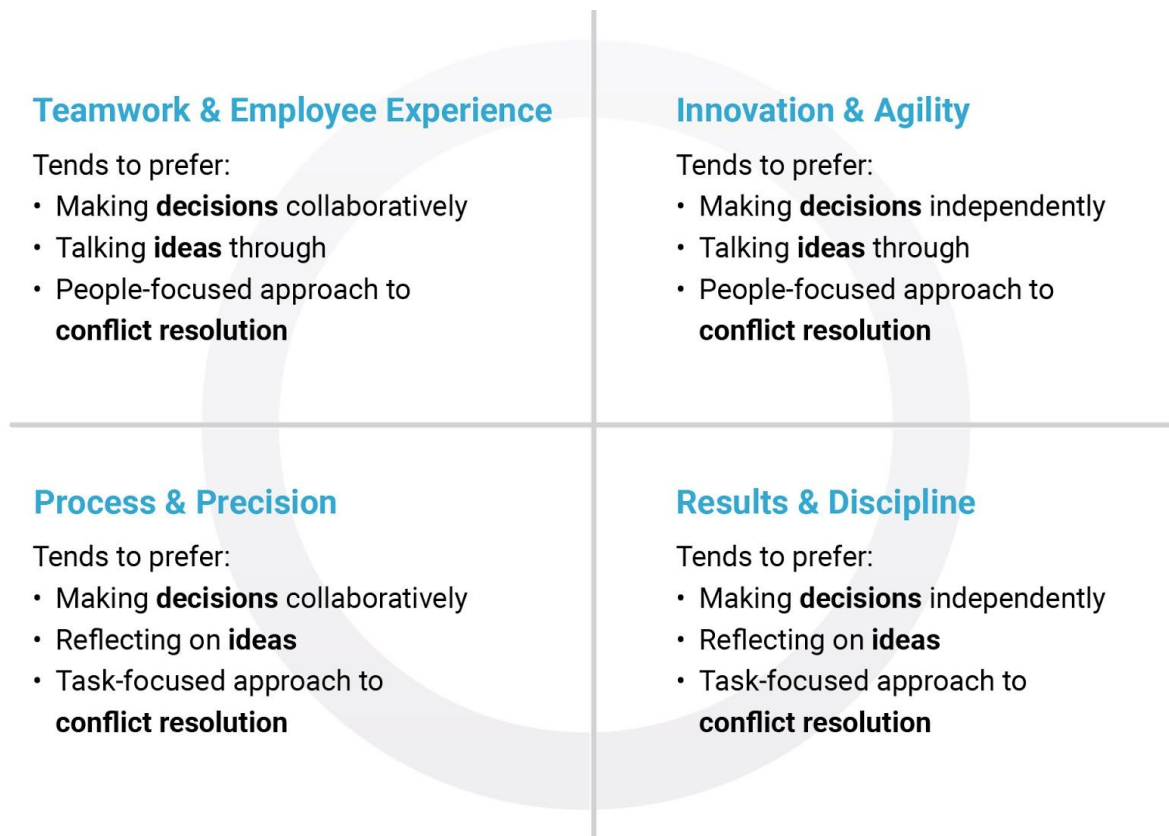 Teamwork & Employee Experience
Tends to prefer:
• Making decisions collaboratively
• Talking ideas through
• People-focused approach to
conflict resolution
Innovation & Agility
Tends to prefer:
• Making decisions independently
• Talking ideas through
• People-focused approach to
conflict resolution
Process & Precision
Tends to prefer:
• Making decisions collaboratively
• Reflecting on ideas
• Task-focused approach to
conflict resolution
Results & Discipline
Tends to prefer:
• Making decisions independently
• Reflecting on ideas
• Task-focused approach to
conflict resolution